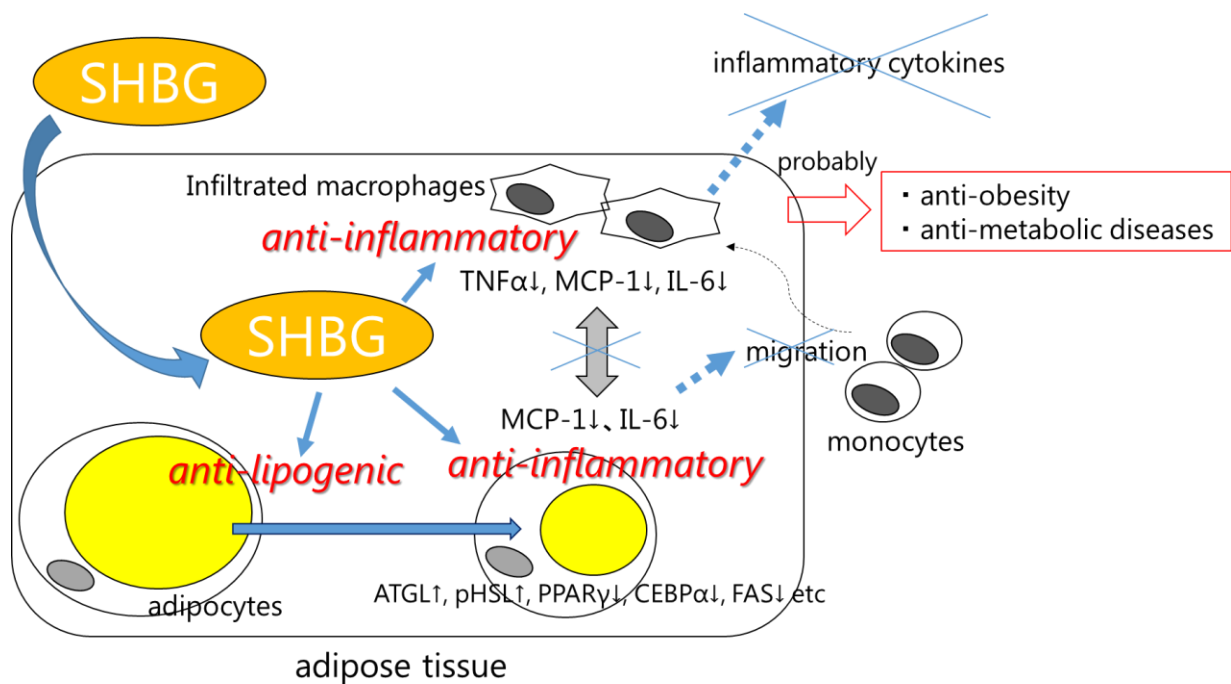 SHBG
inflammatory cytokines
probably
・anti-obesity
・anti-metabolic diseases
Infiltrated macrophages
anti-inflammatory
TNFα↓, MCP-1↓, IL-6↓
SHBG
migration
MCP-1↓、IL-6↓
monocytes
anti-lipogenic
anti-inflammatory
ATGL↑, pHSL↑, PPARγ↓, CEBPα↓, FAS↓ etc
adipocytes
adipose tissue